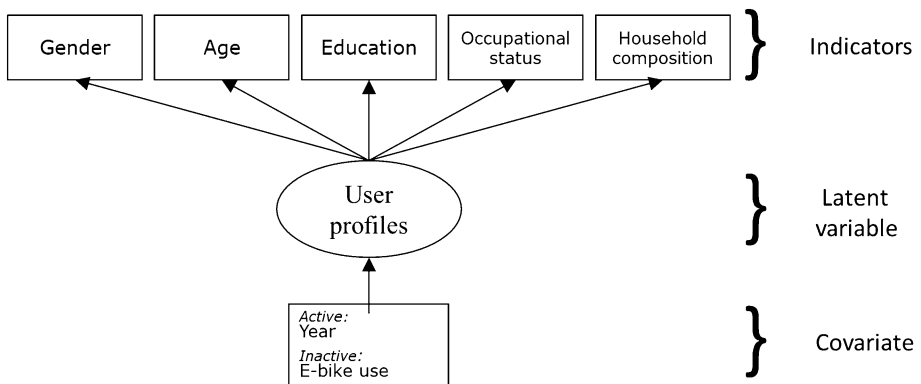 Gender
Age
Education
Occupational
status
Household
composition
}
Indicators
User
profiles
}
Latent
variable
Active:
Year
Inactive:
E-bike use
}
Covariate